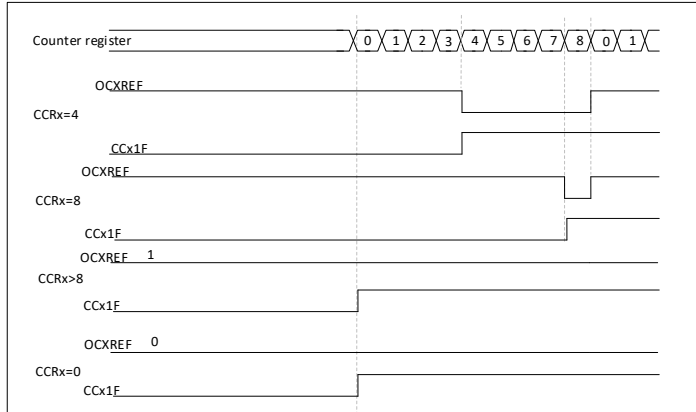 Counter register 0 1 2 3 4 5 6 7 8 0 1
OCXREF
CCRx=4
CCx1F
OCXREF
CCRx=8
CCx1F
OCXREF 1
CCRx>8
CCx1F
OCXREF 0
CCRx=0
CCx1F